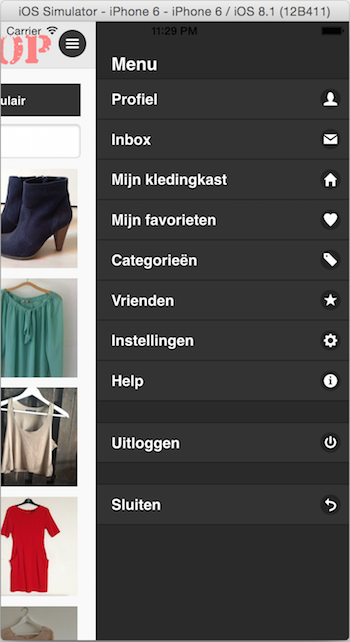 iOS Simulator - iPhone 6 - iPhone 6 / iOS 8.1 (12B411)
Carrier 11:29 PM
OP
Menu
ulair
Profiel
Inbox
Mijn kledingkast
Mijn favorieten
Categorieën
Vrienden
Instellingen
Help
Uitloggen
Sluiten